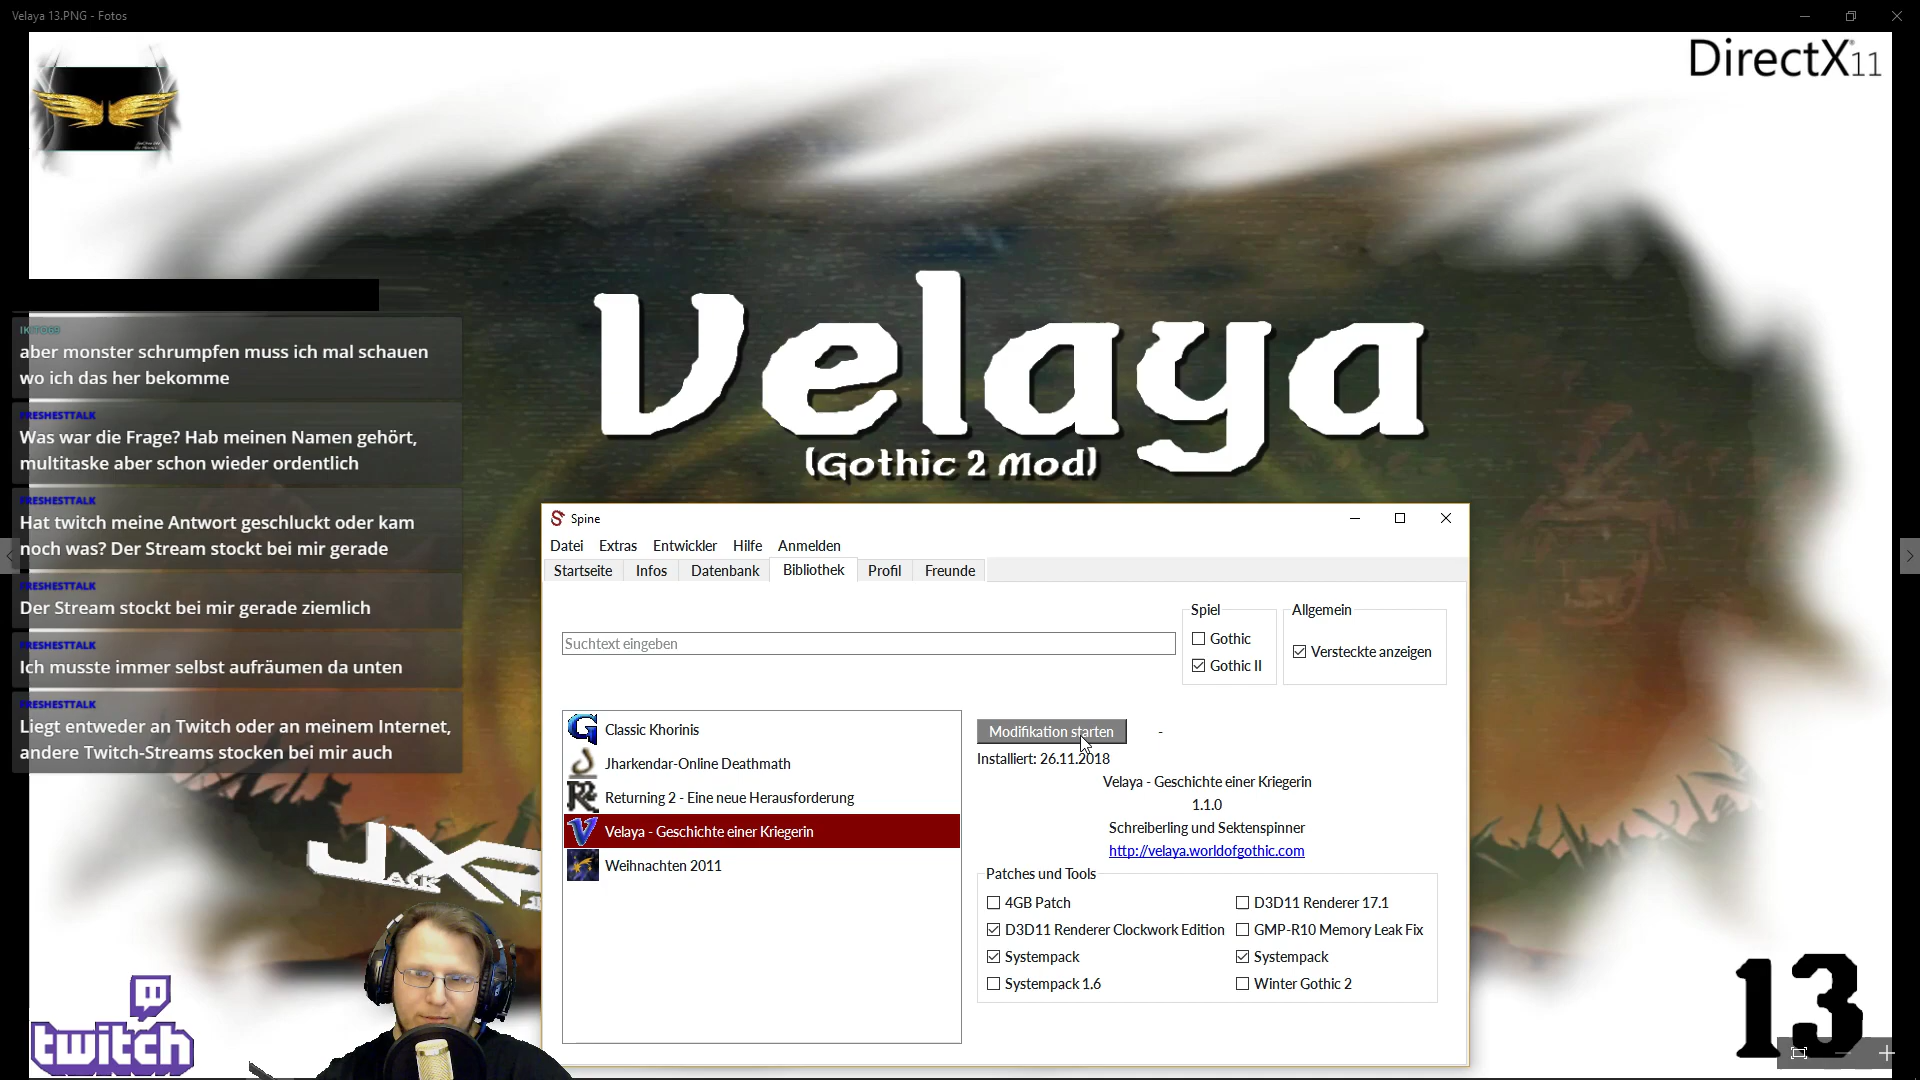 Velaya 13.PNG - Fotos
DirectX11
Velaya
(Gothic 2 Mod)
aber monster schrumpfen muss ich mal schauen
wo ich das her bekomme
FRESHESTTALK
Was war die Frage? Hab meinen Namen gehört,
multitaske aber schon wieder ordentlich
FRESHESTTALK
Hat twitch meine Antwort geschluckt oder kam
noch was? Der Stream stockt bei mir gerade
FRESHESTTALK
Der Stream stockt bei mir gerade ziemlich
FRESHESTTALK
Ich musste immer selbst aufräumen da unten
FRESHESTTALK
Liegt entweder an Twitch oder an meinem Internet,
andere Twitch-Streams stocken bei mir auch
JACK
twitch
Spine
Datei Extras Entwickler Hilfe Anmelden
Startseite Infos Datenbank Bibliothek Profil Freunde
Suchtext eingeben
Spiel
Gothic
Gothic II
Allgemein
Versteckte anzeigen
Classic Khorinis
Jharkendar-Online Deathmath
Returning 2 - Eine neue Herausforderung
Velaya - Geschichte einer Kriegerin
Weihnachten 2011
Modifikation starten -
Installiert: 26.11.2018
Velaya - Geschichte einer Kriegerin
1.1.0
Schreiberling und Sektenspinner
http://velaya.worldofgothic.com
Patches und Tools
4GB Patch D3D11 Renderer 17.1
D3D11 Renderer Clockwork Edition GMP-R10 Memory Leak Fix
Systempack Systempack
Systempack 1.6 Winter Gothic 2
13